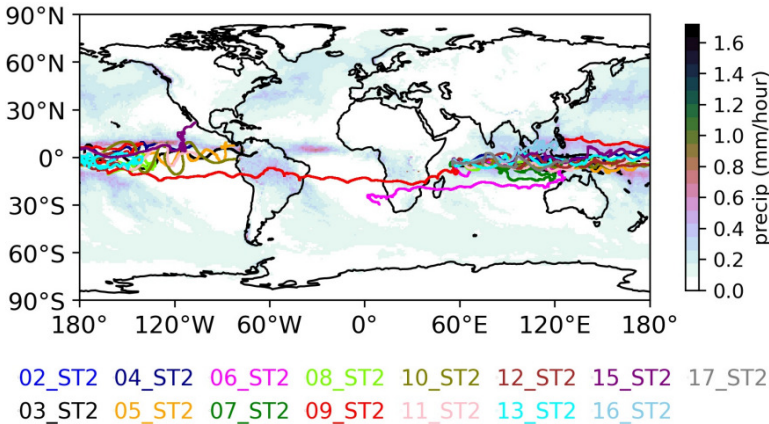 90°N
60°N
30°N
0°
30°S
60°S
90°S
180° 120°W 60°W 0° 60°E 120°E 180°
1.6
1.4
1.2
1.0
0.8
0.6
0.4
0.2
0.0
precip (mm/hour)
02_ST2 04_ST2 06_ST2 08_ST2 10_ST2 12_ST2 15_ST2 17_ST2
03_ST2 05_ST2 07_ST2 09_ST2 11_ST2 13_ST2 16_ST2